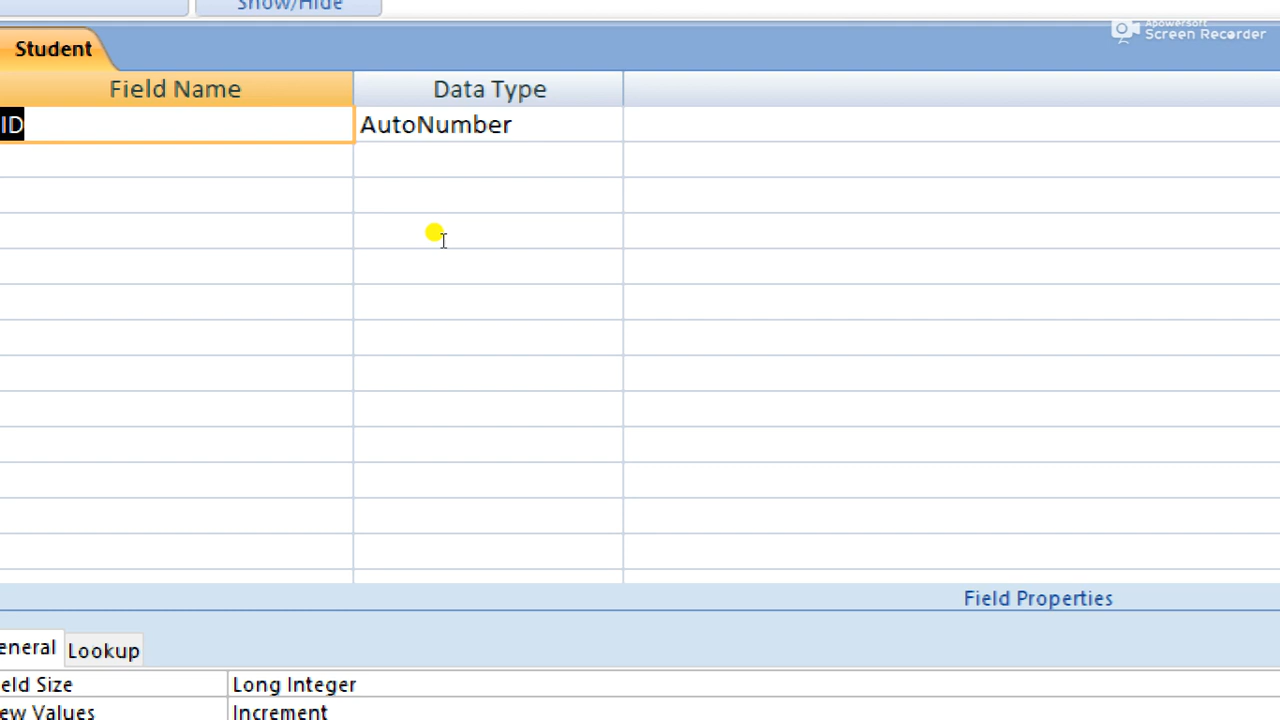 Show/Hide
Apowersoft
Screen Recorder
Student
Field Name
Data Type
ID
AutoNumber
Field Properties
eneral
Lookup
eld Size
Long Integer
ew Values
Increment